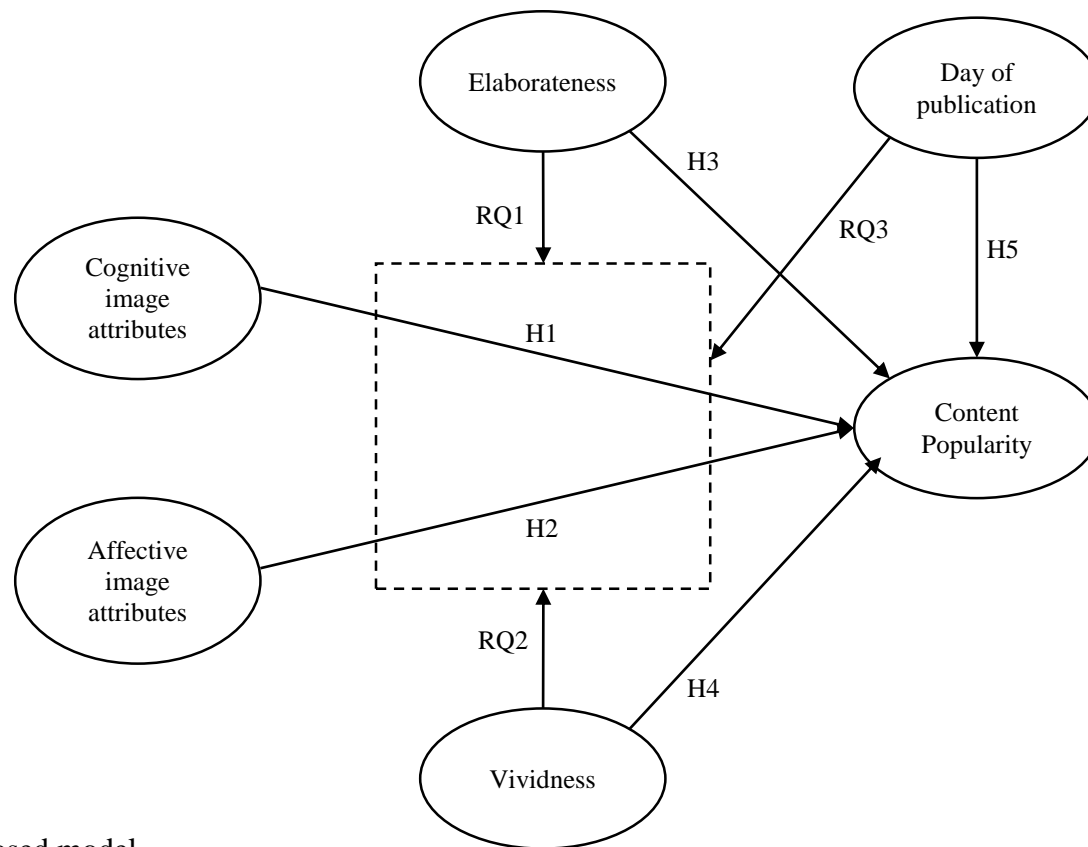 Elaborateness
Day of
publication
H3
RQ1
RQ3
H5
Cognitive
image
attributes
H1
Content
Popularity
H2
Affective
image
attributes
RQ2
H4
Vividness
model